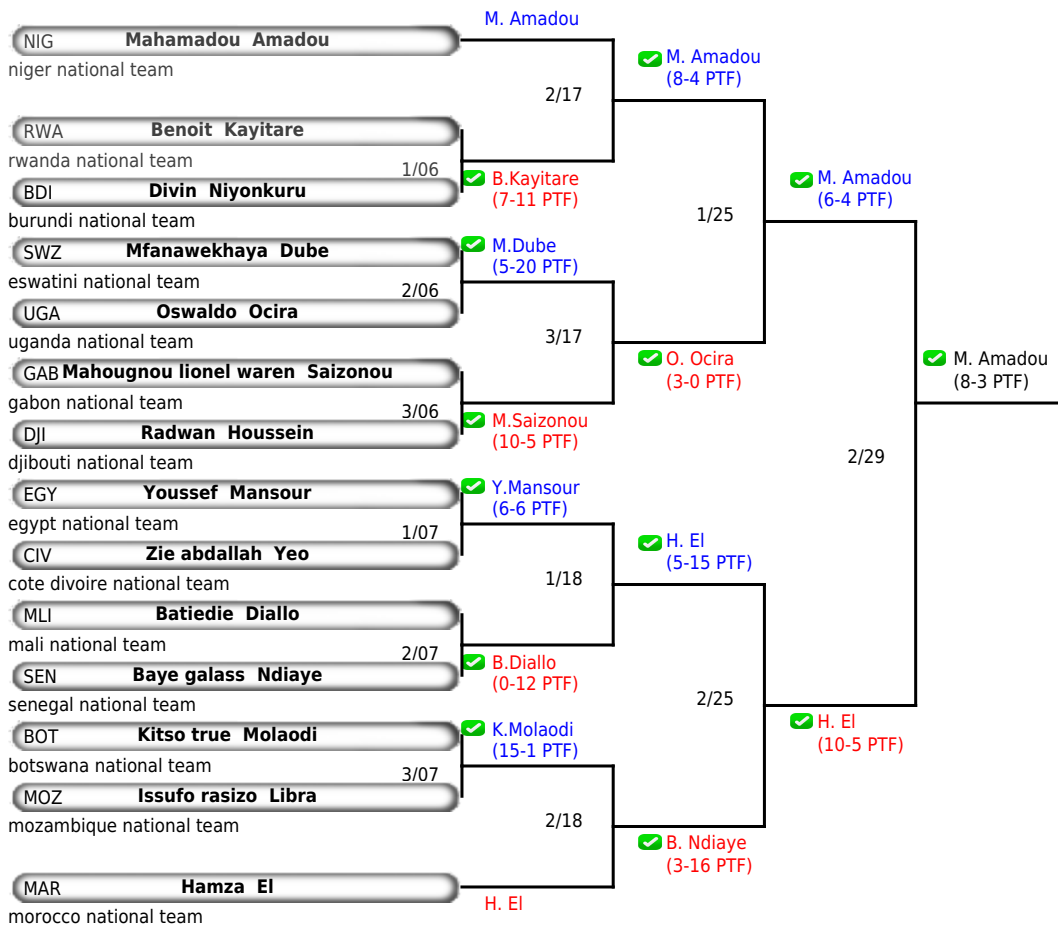 M. Amadou
NIG Mahamadou Amadou
niger national team
M. Amadou
(8-4 PTF)
2/17
RWA Benoit Kayitare
rwanda national team
1/06
B.Kayitare
(7-11 PTF)
BDI Divin Niyonkuru
burundi national team
M. Amadou
(6-4 PTF)
1/25
SWZ Mfanawekhaya Dube
eswatini national team
M.Dube
(5-20 PTF)
2/06
UGA Oswaldo Ocira
uganda national team
3/17
O. Ocira
(3-0 PTF)
M. Amadou
(8-3 PTF)
GAB Mahougnou lionel waren Saizonou
gabon national team
3/06
M.Saizonou
(10-5 PTF)
DJI Radwan Houssein
djibouti national team
2/29
EGY Youssef Mansour
egypt national team
Y.Mansour
(6-6 PTF)
1/07
CIV Zie abdallah Yeo
cote divoire national team
H. El
(5-15 PTF)
1/18
MLI Batiedie Diallo
mali national team
2/07
B.Diallo
(0-12 PTF)
SEN Baye galass Ndiaye
senegal national team
2/25
BOT Kitso true Molaodi
botswana national team
K.Molaodi
(15-1 PTF)
H. El
(10-5 PTF)
3/07
MOZ Issufo rasizo Libra
mozambique national team
2/18
B. Ndiaye
(3-16 PTF)
MAR Hamza El
morocco national team
H. El